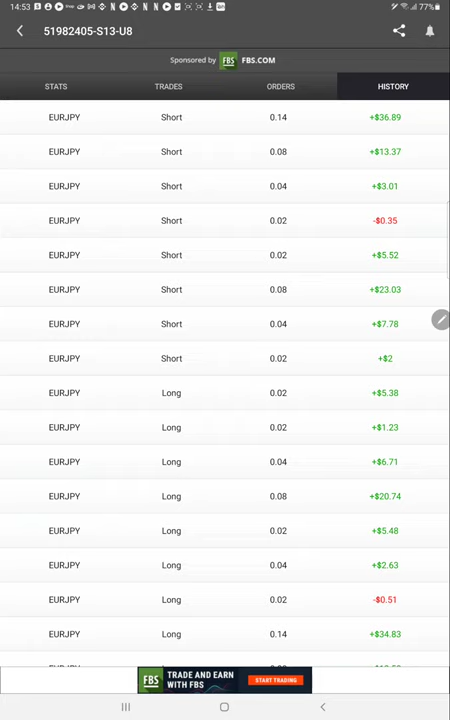 14:53
77%
51982405-S13-U8
Sponsored by FBS FBS.COM
STATS TRADES ORDERS HISTORY
EURJPY Short 0.14 +$36.89
EURJPY Short 0.08 +$13.37
EURJPY Short 0.04 +$3.01
EURJPY Short 0.02 -$0.35
EURJPY Short 0.02 +$5.52
EURJPY Short 0.08 +$23.03
EURJPY Short 0.04 +$7.78
EURJPY Short 0.02 +$2
EURJPY Long 0.02 +$5.38
EURJPY Long 0.02 +$1.23
EURJPY Long 0.04 +$6.71
EURJPY Long 0.08 +$20.74
EURJPY Long 0.02 +$5.48
EURJPY Long 0.04 +$2.63
EURJPY Long 0.02 -$0.51
EURJPY Long 0.14 +$34.83
FBS TRADE AND EARN
WITH FBS
START TRADING